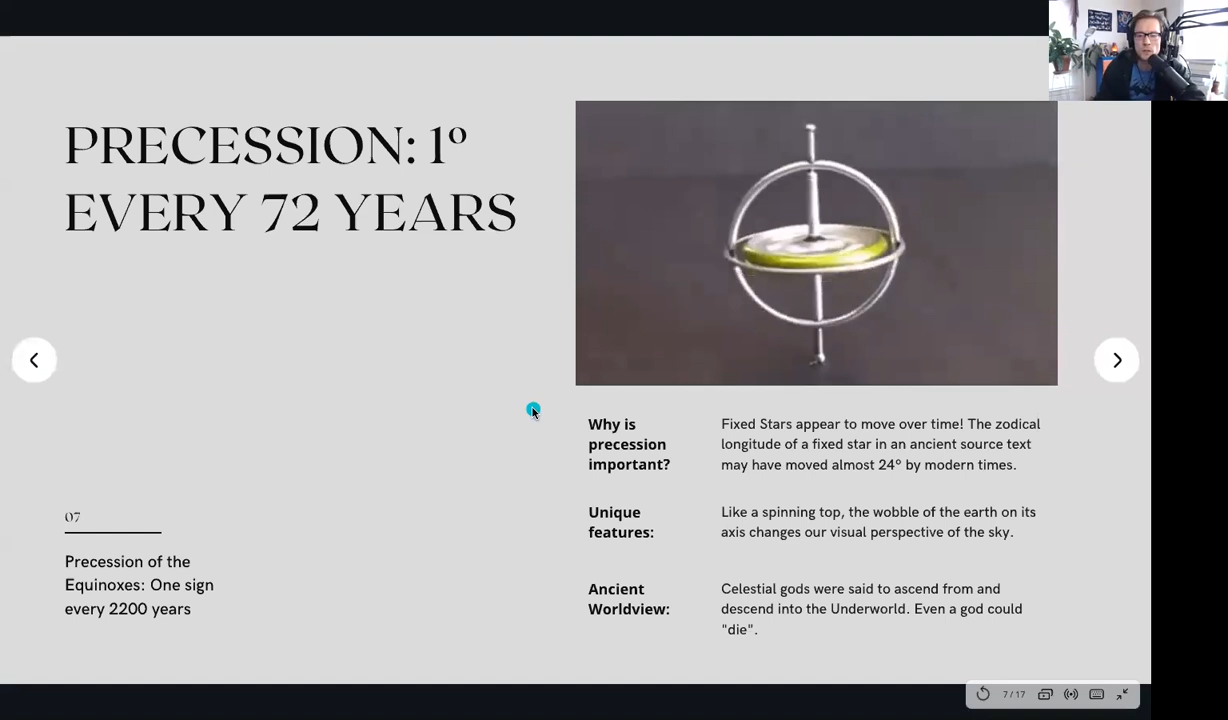 PRECESSION: 1º
EVERY 72 YEARS
Why is
precession
important?
Fixed Stars appear to move over time! The zodical
longitude of a fixed star in an ancient source text
may have moved almost 24º by modern times.
Unique
features:
Like a spinning top, the wobble of the earth on its
axis changes our visual perspective of the sky.
07
Precession of the
Equinoxes: One sign
every 2200 years
Ancient
Worldview:
Celestial gods were said to ascend from and
descend into the Underworld. Even a god could
"die".
7 / 17